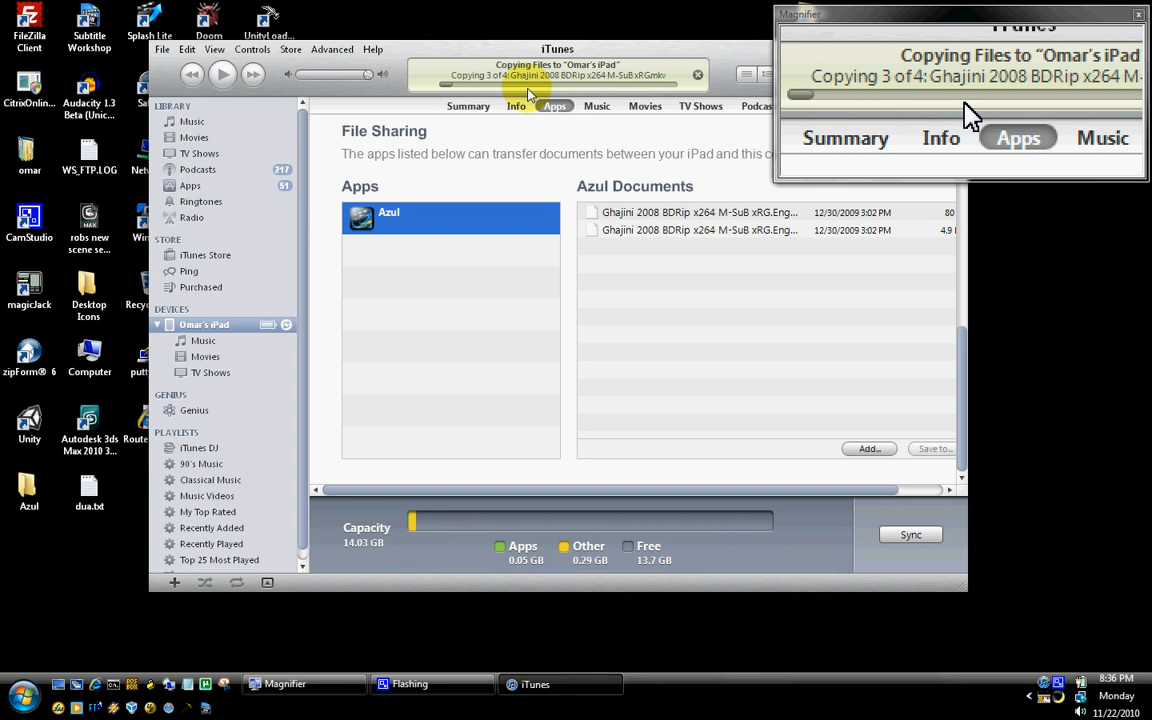 FileZilla
Client
Subtitle
Workshop
Splash Lite
Doom
UnityLoad...
CitrixOnlin...
Audacity 1.3
Beta (Unic...
omar
WS_FTP.LOG
CamStudio
robs new
scene se...
magicJack
Desktop
Icons
zipForm® 6
Computer
Unity
Autodesk 3ds
Max 2010 3...
Azul
dua.txt
File Edit View Controls Store Advanced Help
iTunes
Copying Files to "Omar's iPad"
Copying 3 of 4: Ghajini 2008 BDRip x264 M-SuB xRG.mkv
Summary Info Apps Music Movies TV Shows Podcas
LIBRARY
Music
Movies
TV Shows
Podcasts 217
Apps 51
Ringtones
Radio
STORE
iTunes Store
Ping
Purchased
DEVICES
Omar's iPad
Music
Movies
TV Shows
GENIUS
Genius
PLAYLISTS
iTunes DJ
90's Music
Classical Music
Music Videos
My Top Rated
Recently Added
Recently Played
Top 25 Most Played
File Sharing
The apps listed below can transfer documents between your iPad and this c
Apps
Azul
Azul Documents
Ghajini 2008 BDRip x264 M-SuB xRG.Eng... 12/30/2009 3:02 PM 80
Ghajini 2008 BDRip x264 M-SuB xRG.Eng... 12/30/2009 3:02 PM 4.9
Add...
Save to...
Capacity
14.03 GB
Apps
0.05 GB
Other
0.29 GB
Free
13.7 GB
Sync
Magnifier
Copying Files to "Omar's iPad
Copying 3 of 4: Ghajini 2008 BDRip x264 M-
Summary Info Apps Music
Magnifier
Flashing
iTunes
8:36 PM
Monday
11/22/2010